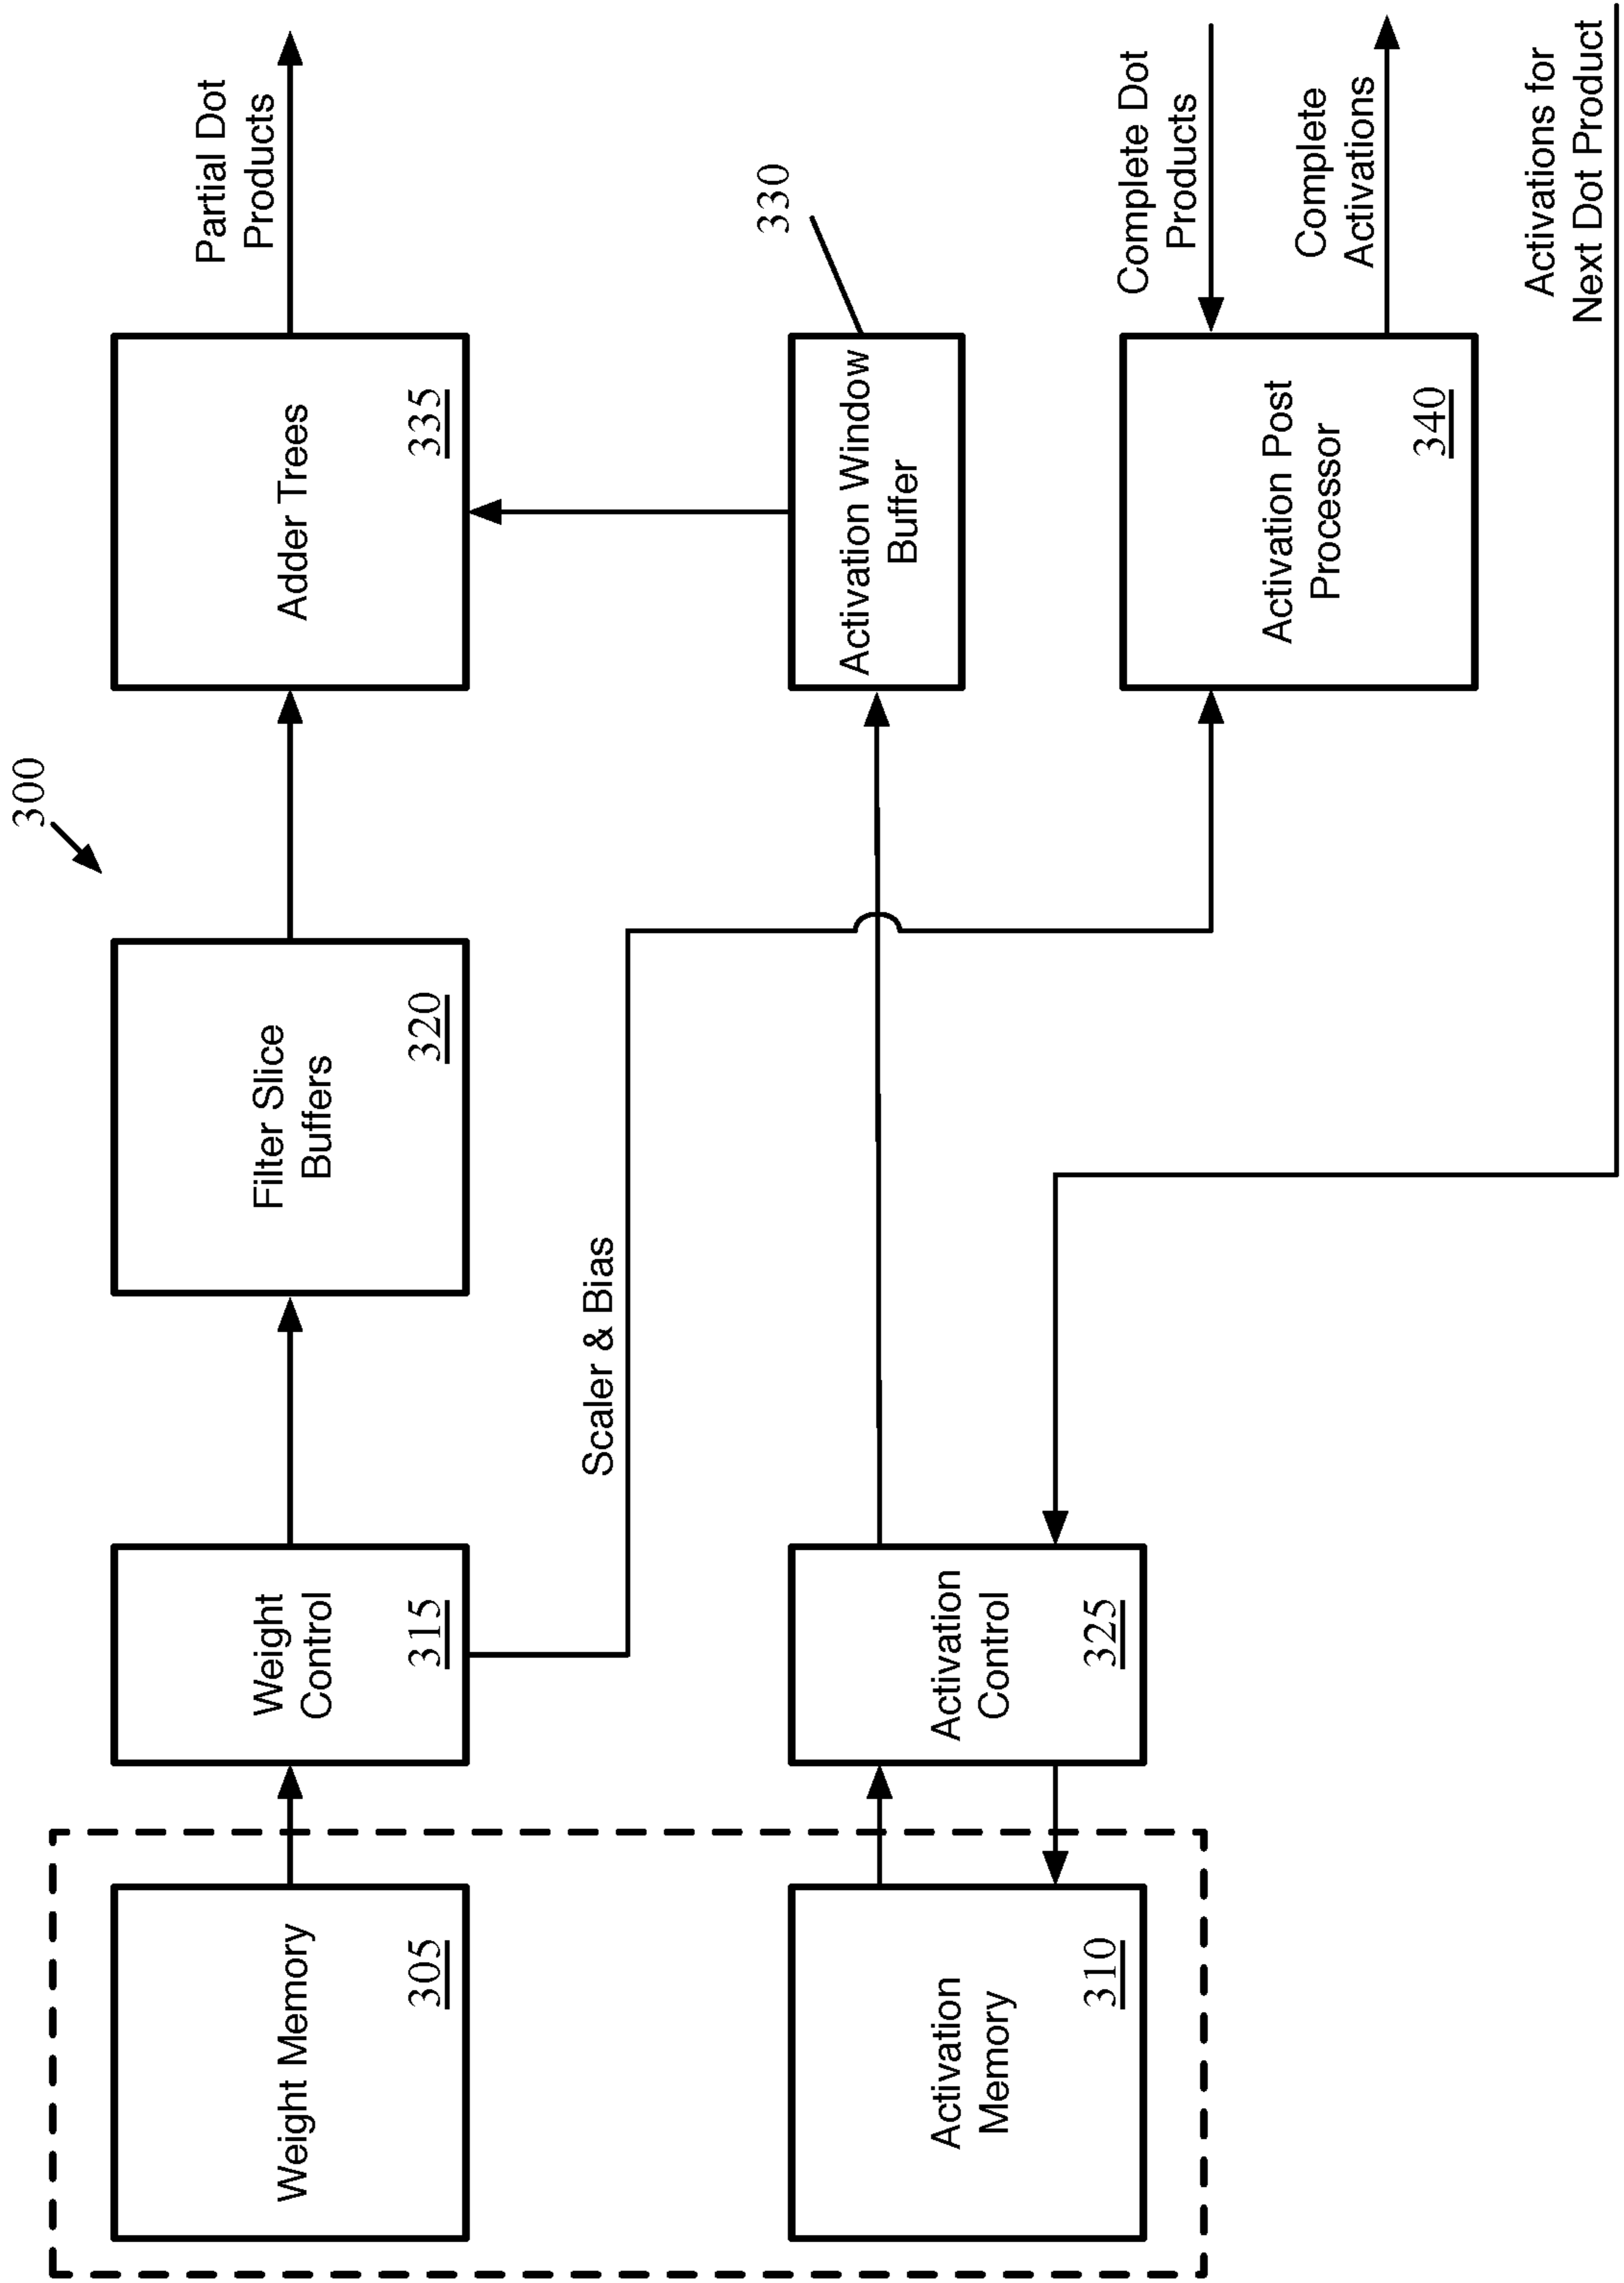 300
Weight Memory
305
Weight
Control
315
Filter Slice
Buffers
320
Adder Trees
335
Partial Dot
Products
Scaler & Bias
Activation
Memory
310
Activation
Control
325
Activation Window
Buffer
330
Activation Post
Processor
340
Complete Dot
Products
Complete
Activations
Activations for
Next Dot Product